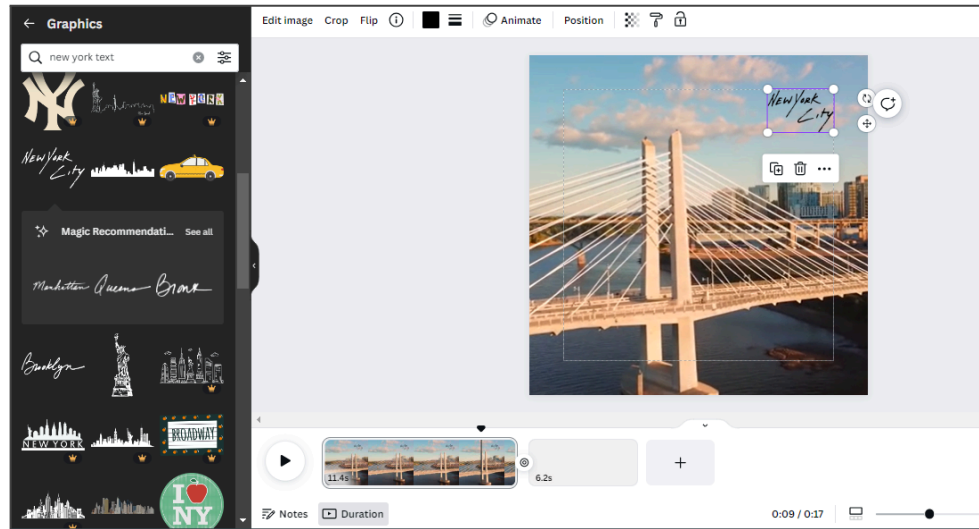 Graphics
new york text
NY
NEW YORK
New York
City
Magic Recommendati...
See all
Manhattan Queens Bronx
Brooklyn
NEW YORK
BROADWAY
I
NY
Edit image
Crop
Flip
Animate
Position
New York
City
11.4s
6.2s
Notes
Duration
0:09 / 0:17